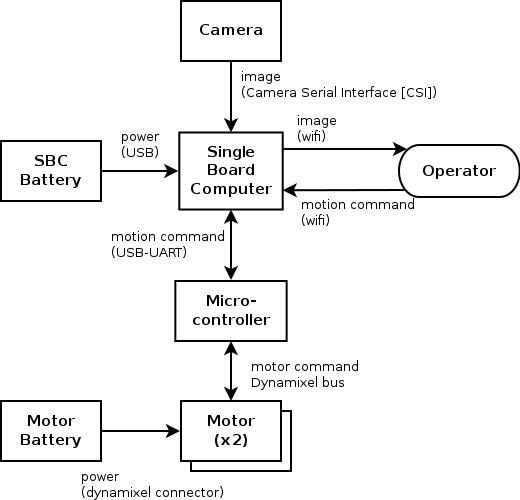 Camera
image
(Camera Serial Interface [CSI])
image
(wifi)
power
(USB)
SBC
Battery
Single
Board
Computer
Operator
motion command
(wifi)
motion command
(USB-UART)
Micro-
controller
motor command
Dynamixel bus
Motor
Battery
Motor
(x2)
power
(dynamixel connector)